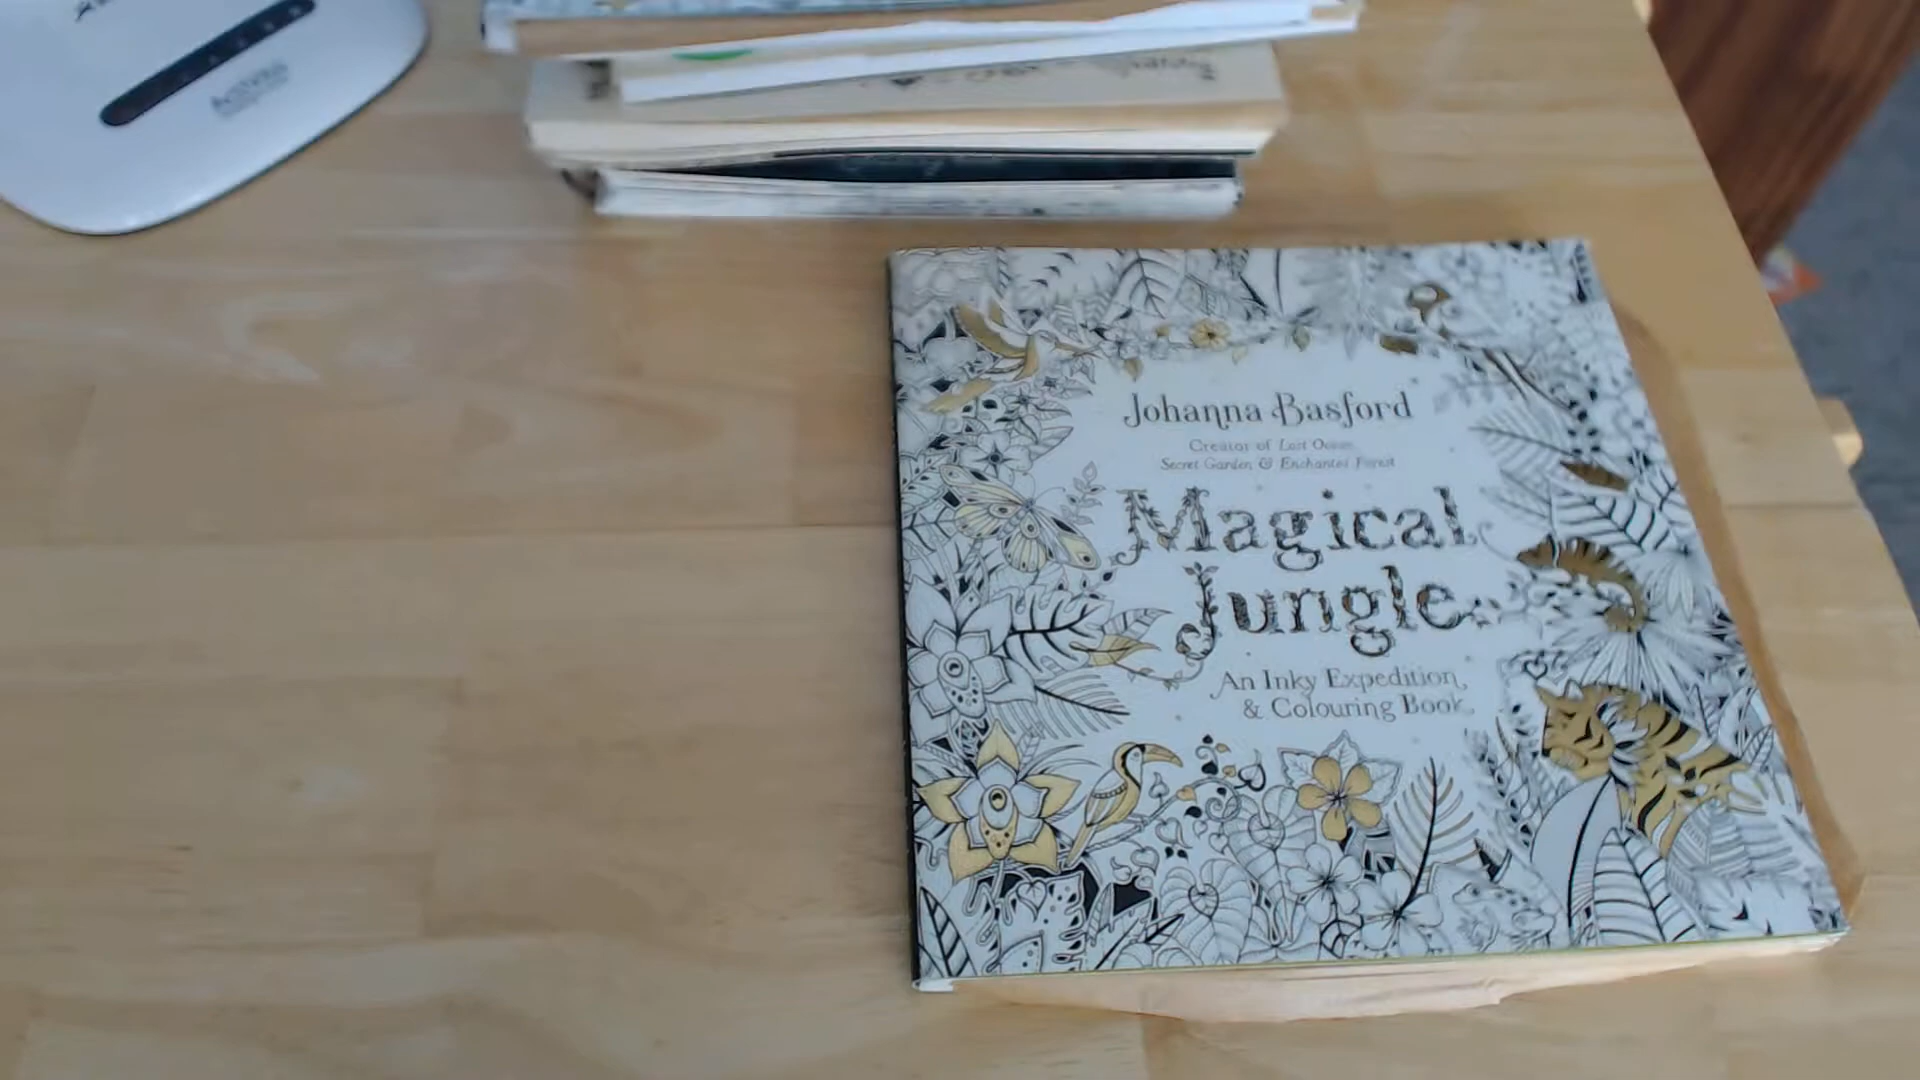 Johanna Basford
Creator of Lost Ocean,
Secret Garden & Enchanted Forest
Magical
Jungle
An Inky Expedition
& Colouring Book